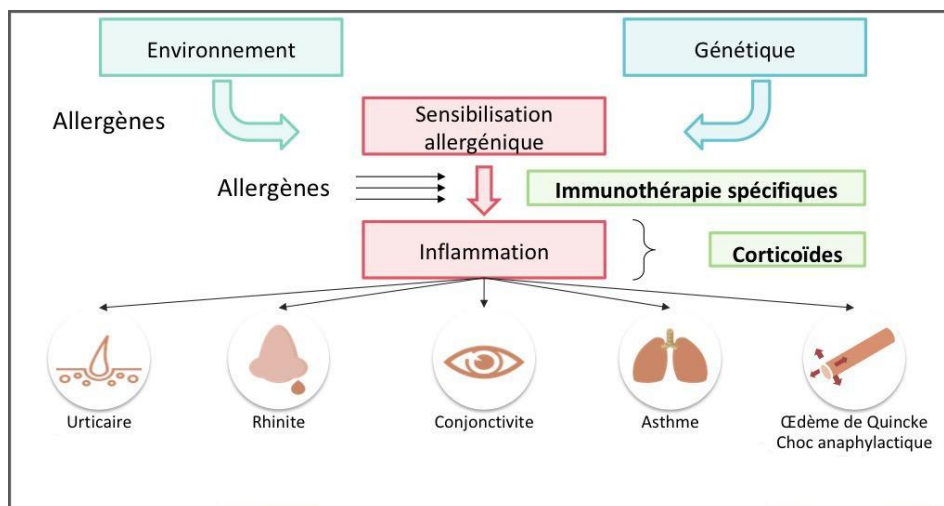 Environnement
Génétique
Allergènes
Sensibilisation
allergénique
Allergènes
Immunothérapie spécifiques
Inflammation
Corticoïdes
Urticaire
Rhinite
Conjonctivite
Asthme
Œdème de Quincke
Choc anaphylactique